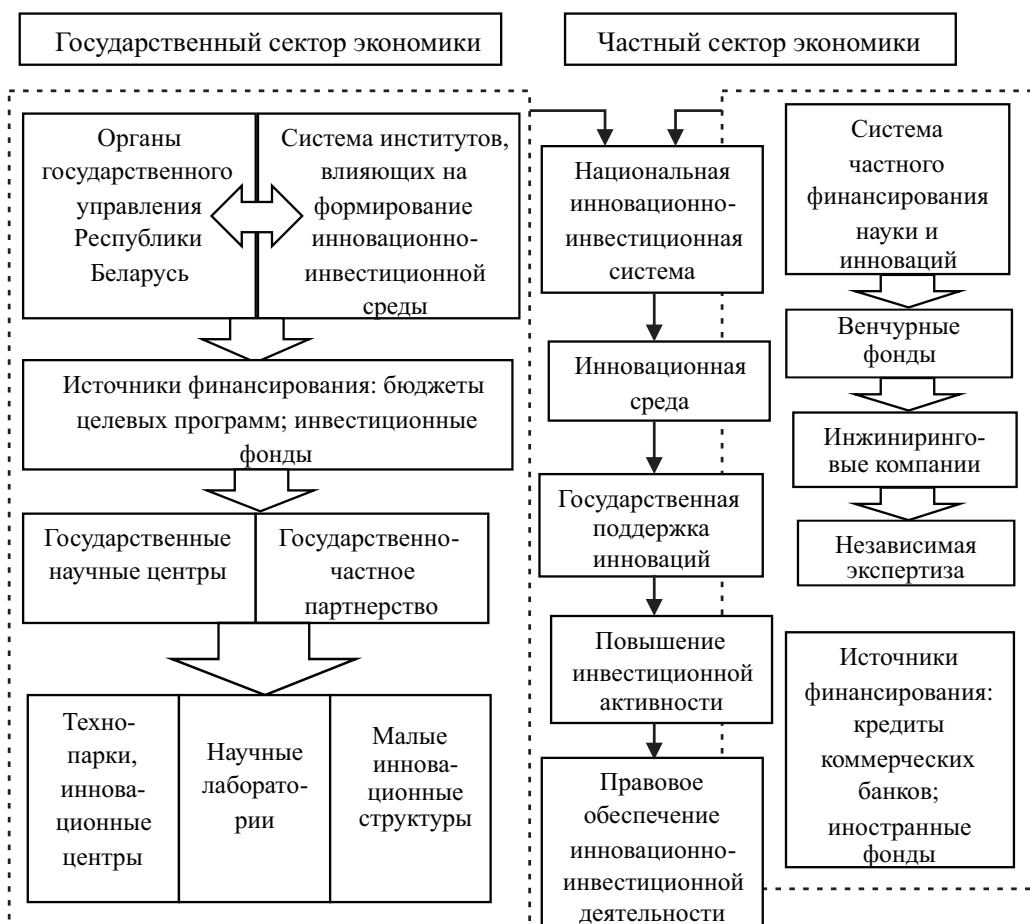 Государственный сектор экономики
Частный сектор экономики
Органы
государственного
управления
Республики
Беларусь
Система институтов,
влияющих на
формирование
инновационно-
инвестиционной
среды
Источники финансирования: бюджеты
целевых программ; инвестиционные
фонды
Государственные
научные центры
Государственно-
частное
партнерство
Техно-
парки,
иннова-
ционные
центры
Научные
лаборато-
рии
Малые
иннова-
ционные
структуры
Национальная
инновационно-
инвестиционная
система
Инновационная
среда
Государственная
поддержка
инноваций
Повышение
инвестиционной
активности
Правовое
обеспечение
инновационно-
инвестиционной
деятельности
Система
частного
финансирования
науки и
инноваций
Венчурные
фонды
Инжиниринго-
вые компании
Независимая
экспертиза
Источники
финансирования:
кредиты
коммерческих
банков;
иностранные
фонды